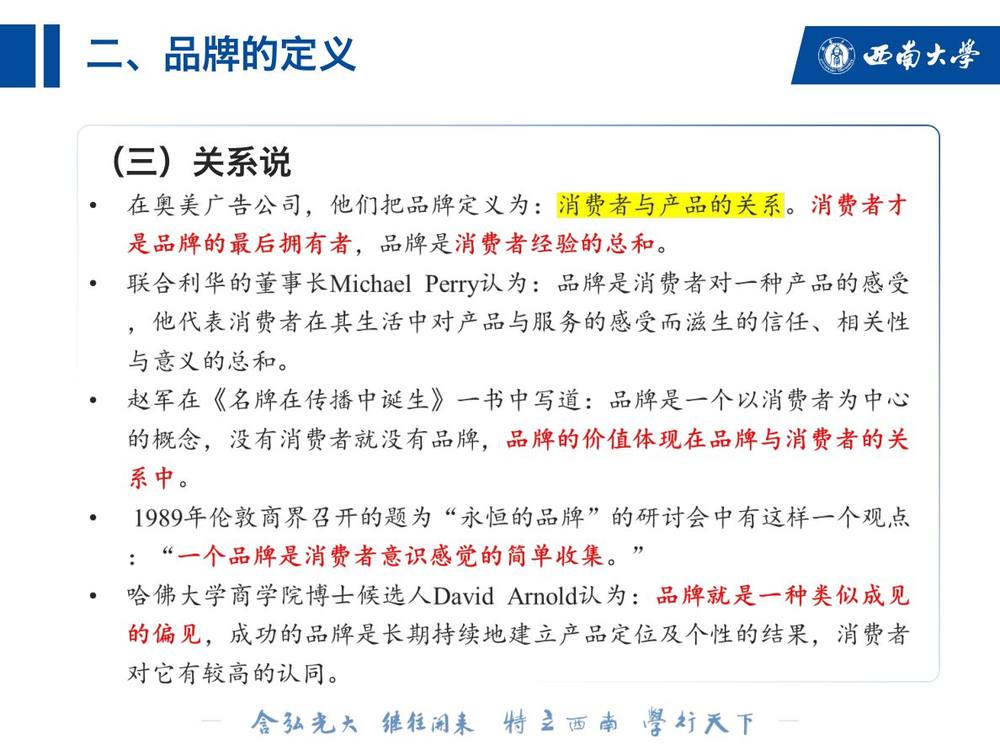 二、品牌的定义
西南大学
（三）关系说
• 在奥美广告公司，他们把品牌定义为：消费者与产品的关系。消费者才
是品牌的最后拥有者，品牌是消费者经验的总和。
• 联合利华的董事长Michael Perry认为：品牌是消费者对一种产品的感受
，他代表消费者在其生活中对产品与服务的感受而滋生的信任、相关性
与意义的总和。
• 赵军在《名牌在传播中诞生》一书中写道：品牌是一个以消费者为中心
的概念，没有消费者就没有品牌，品牌的价值体现在品牌与消费者的关
系中。
• 1989年伦敦商界召开的题为“永恒的品牌”的研讨会中有这样一个观点
：“一个品牌是消费者意识感觉的简单收集。”
• 哈佛大学商学院博士候选人David Arnold认为：品牌就是一种类似成见
的偏见，成功的品牌是长期持续地建立产品定位及个性的结果，消费者
对它有较高的认同。
含弘光大 继往开来 特立西南 學行天下